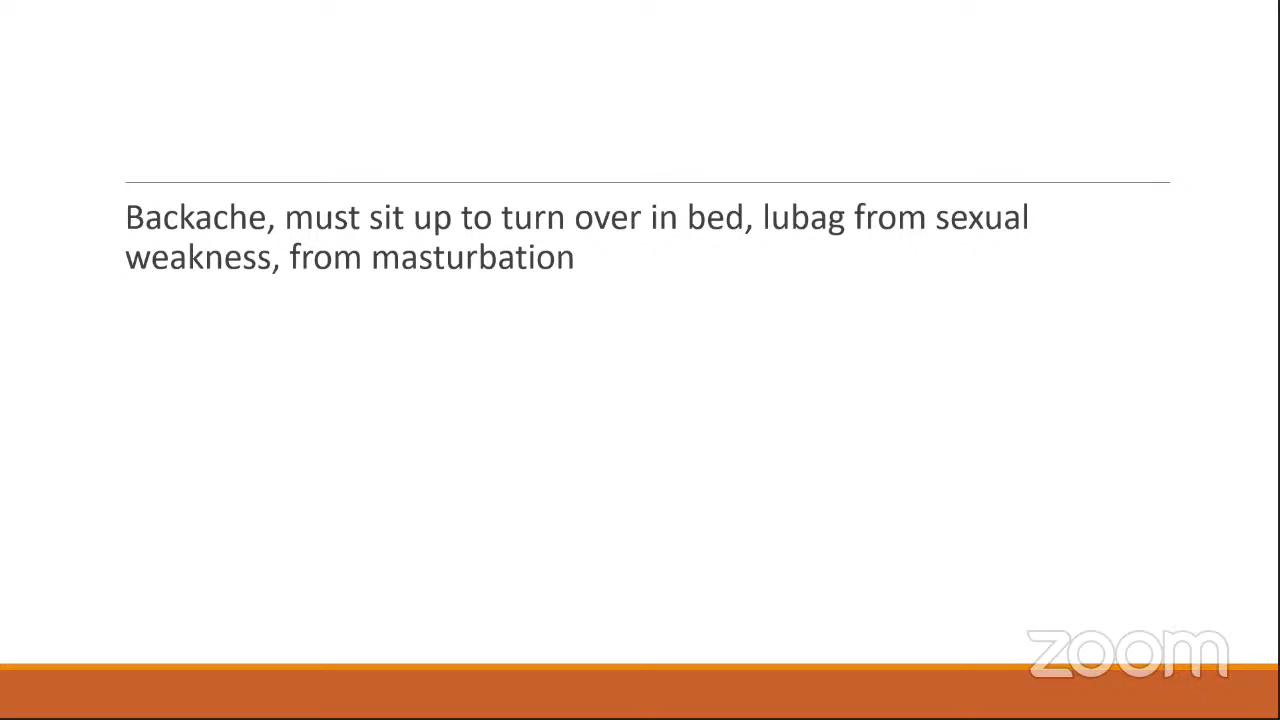 Backache, must sit up to turn over in bed, lubag from sexual
weakness, from masturbation
zoom